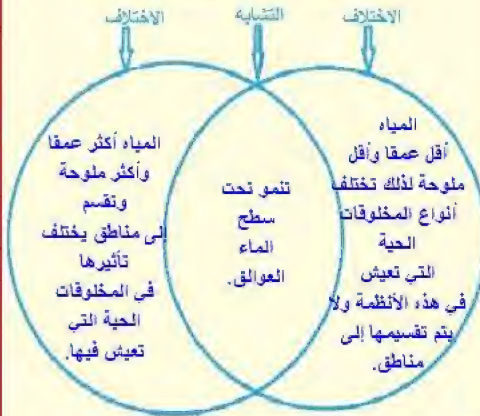 الاختلاف
التشابه
الاختلاف
المياه
أقل عمقا وأقل
ملوحة لذلك تختلف
أنواع المخلوقات
الحية
التي تعيش
في هذه الأنظمة ولا
يتم تقسيمها إلى
مناطق.
تنمو تحت
سطح
الماء
العوالق.
المياه أكثر عمقا
وأكثر ملوحة
وتقسم
لى مناطق يختلف
تأثيرها
في المخلوقات
الحية التي
تعيش فيها.